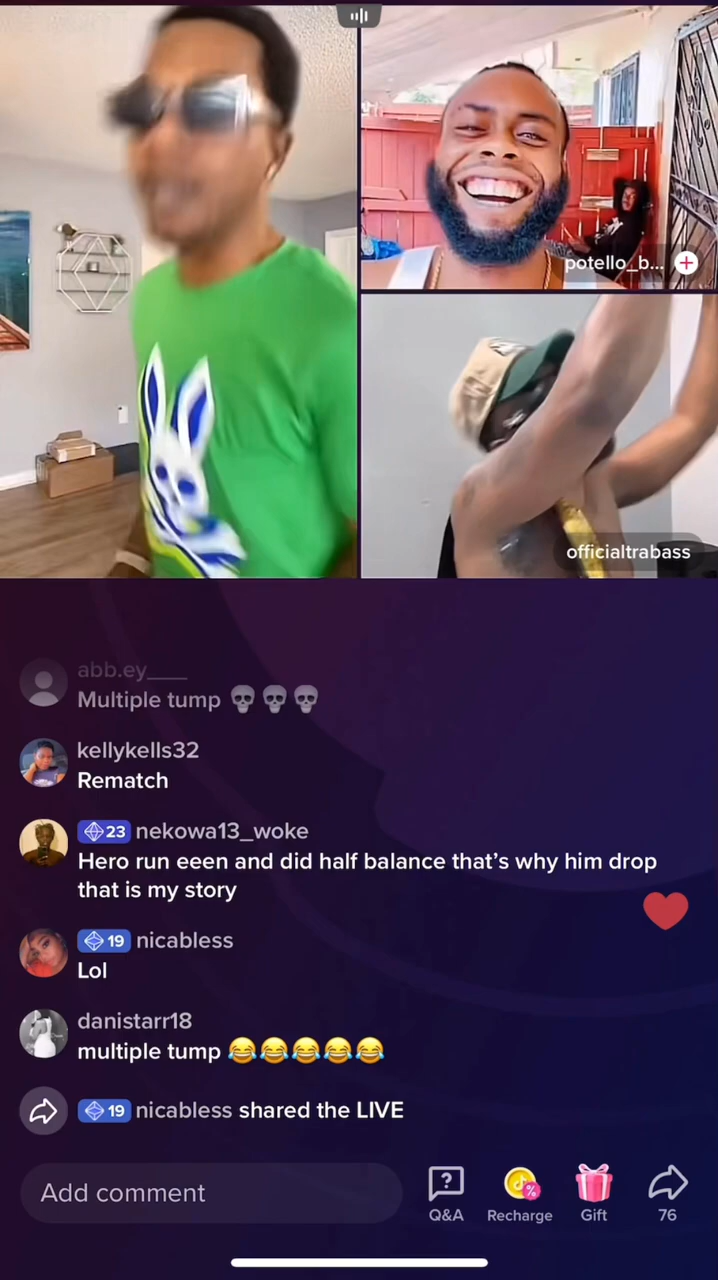 potello_b...
officialtrabass
abb.ey___
Multiple tump 💀💀💀
kellykells32
Rematch
23 nekowa13_woke
Hero run eeen and did half balance that’s why him drop
that is my story
19 nicabless
Lol
danistarr18
multiple tump 😂😂😂😂😂
19 nicabless shared the LIVE
Add comment
Q&A
Recharge
Gift
76